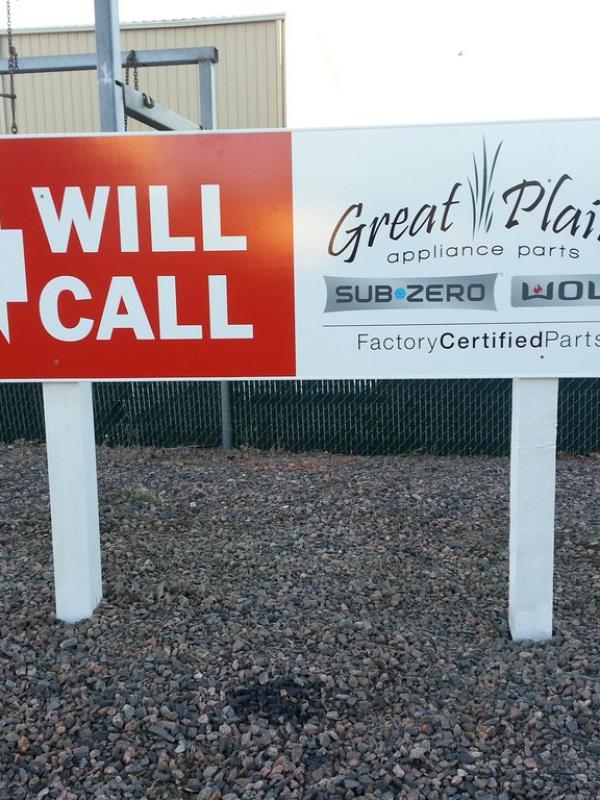 WILL
CALL
Great Plai
appliance parts
SUB ZERO WOL
FactoryCertifiedParts